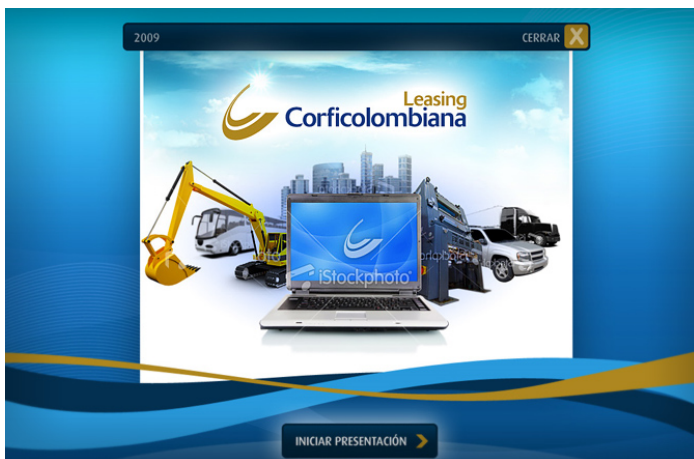 2009
CERRAR X
Leasing
Corficolombiana
iStockphoto
INICIAR PRESENTACIÓN